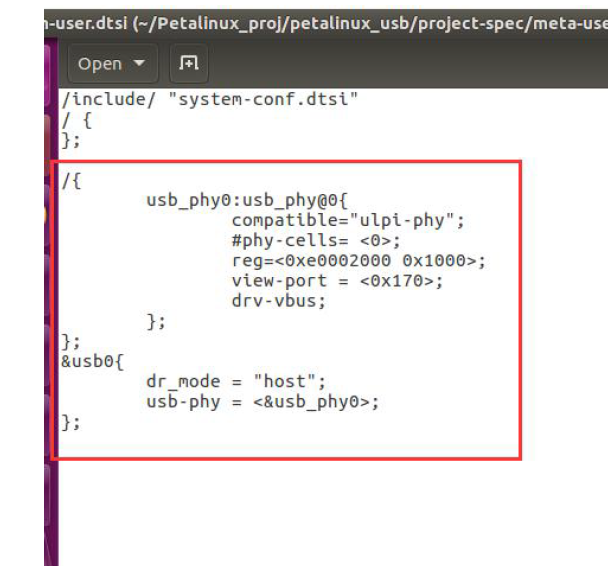 -user.dtsi (~/Petalinux_proj/petalinux_usb/project-spec/meta-use
Open
/include/ "system-conf.dtsi"
/ {
};
/{
usb_phy0:usb_phy@0{
compatible="ulpi-phy";
#phy-cells= <0>;
reg=<0xe0002000 0x1000>;
view-port = <0x170>;
drv-vbus;
};
};
&usb0{
dr_mode = "host";
usb-phy = <&usb_phy0>;
};